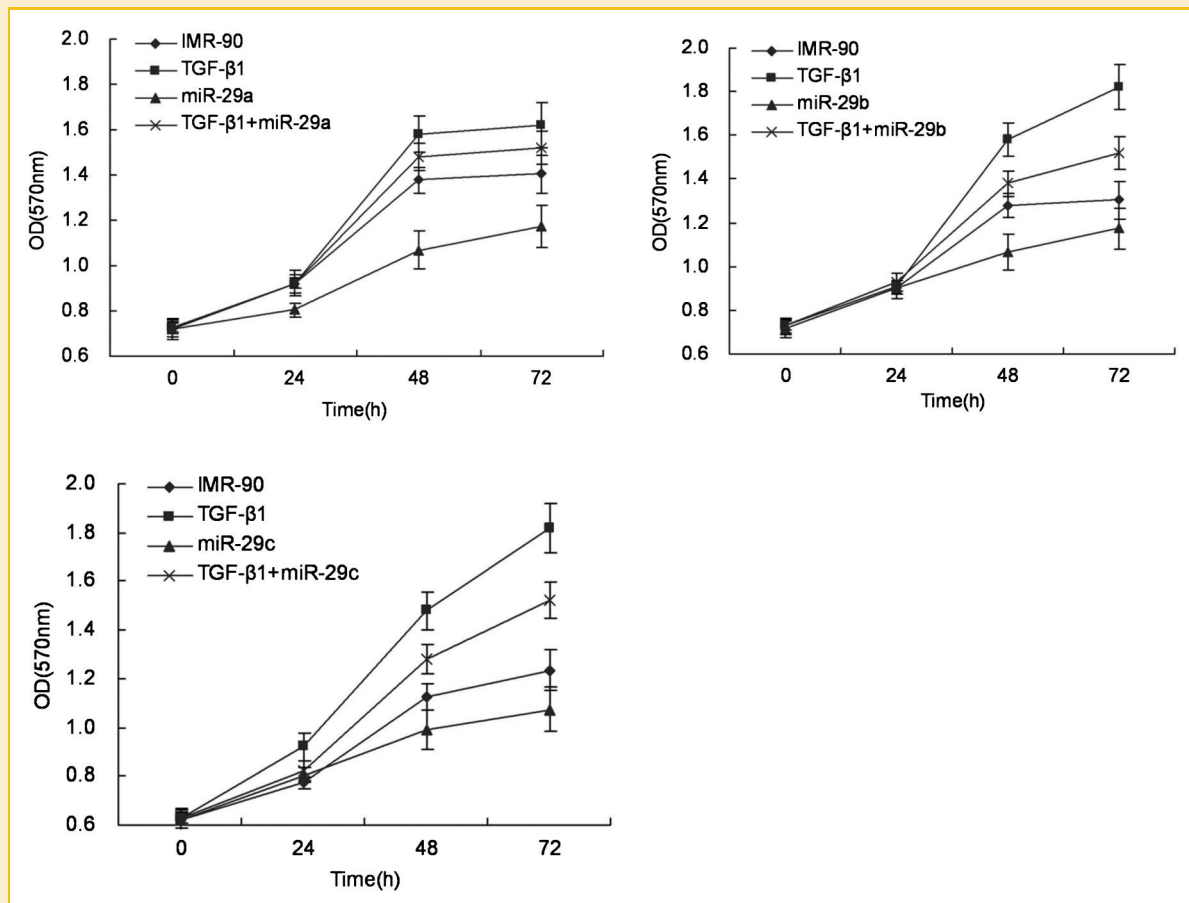 IMR-90
TGF-β1
miR-29a
TGF-β1+miR-29a
2.0
1.8
1.6
1.4
1.2
1.0
0.8
0.6
OD(570nm)
0 24 48 72
Time(h)
IMR-90
TGF-β1
miR-29b
TGF-β1+miR-29b
2.0
1.8
1.6
1.4
1.2
1.0
0.8
0.6
OD(570nm)
0 24 48 72
Time(h)
IMR-90
TGF-β1
miR-29c
TGF-β1+miR-29c
2.0
1.8
1.6
1.4
1.2
1.0
0.8
0.6
OD(570nm)
0 24 48 72
Time(h)